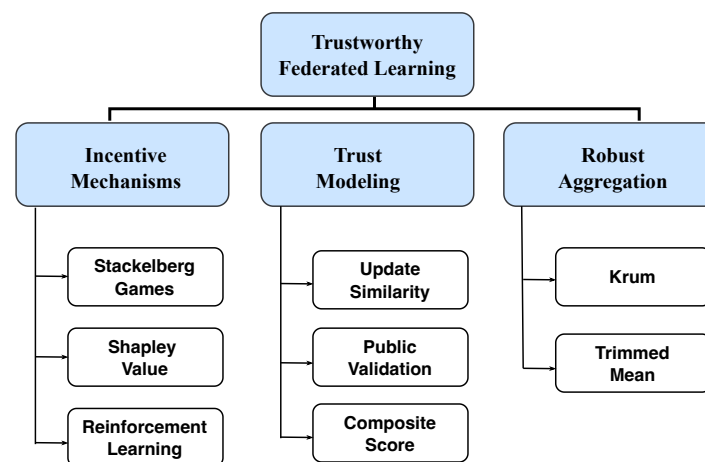 Trustworthy
Federated Learning
Incentive
Mechanisms
Trust
Modeling
Robust
Aggregation
Stackelberg
Games
Shapley
Value
Reinforcement
Learning
Update
Similarity
Public
Validation
Composite
Score
Krum
Trimmed
Mean